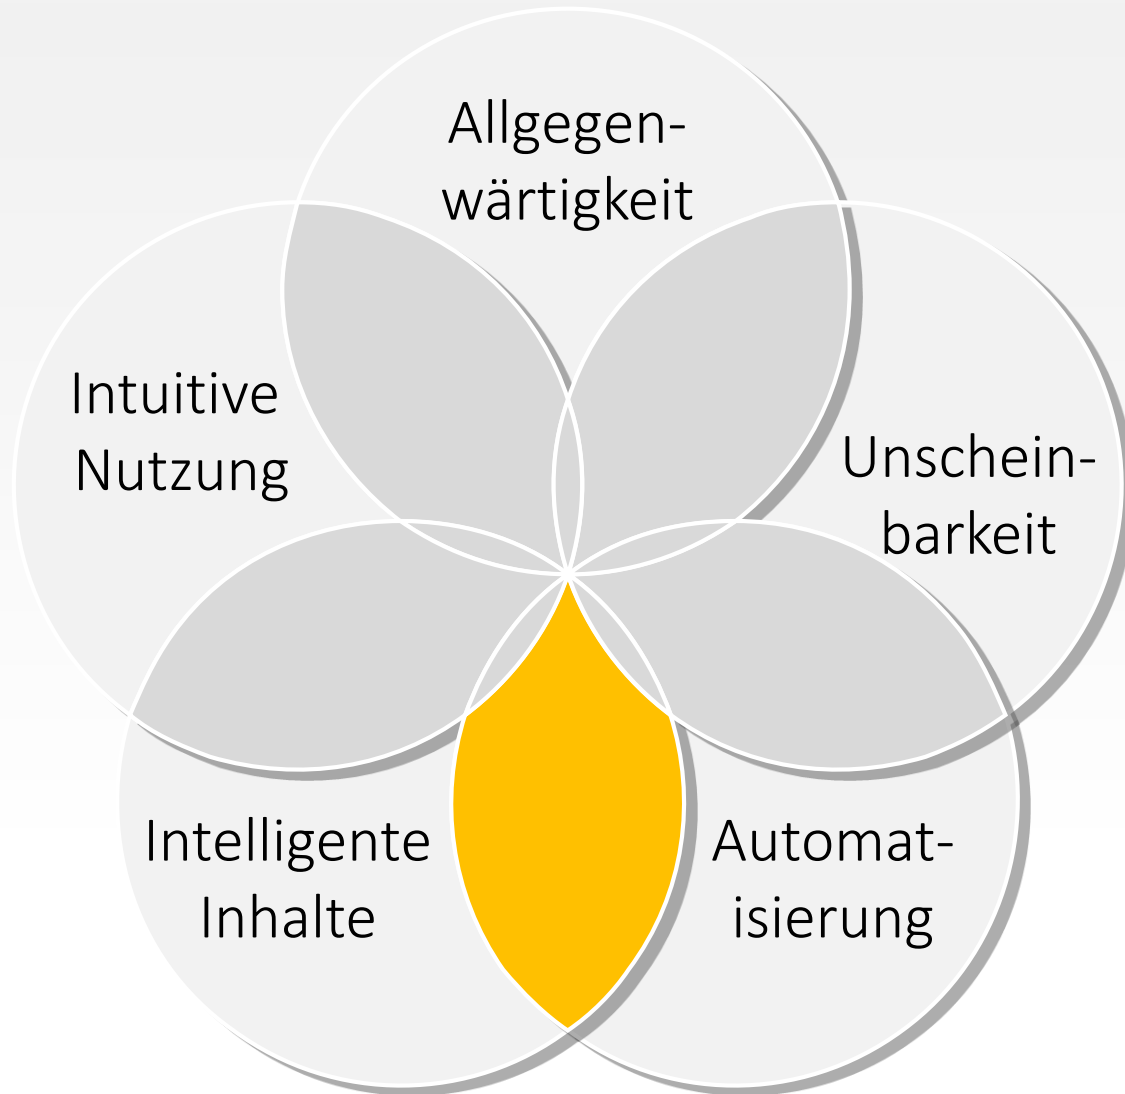 Allgegen-
wärtigkeit
Intuitive
Nutzung
Unschein-
barkeit
Intelligente
Inhalte
Automat-
isierung